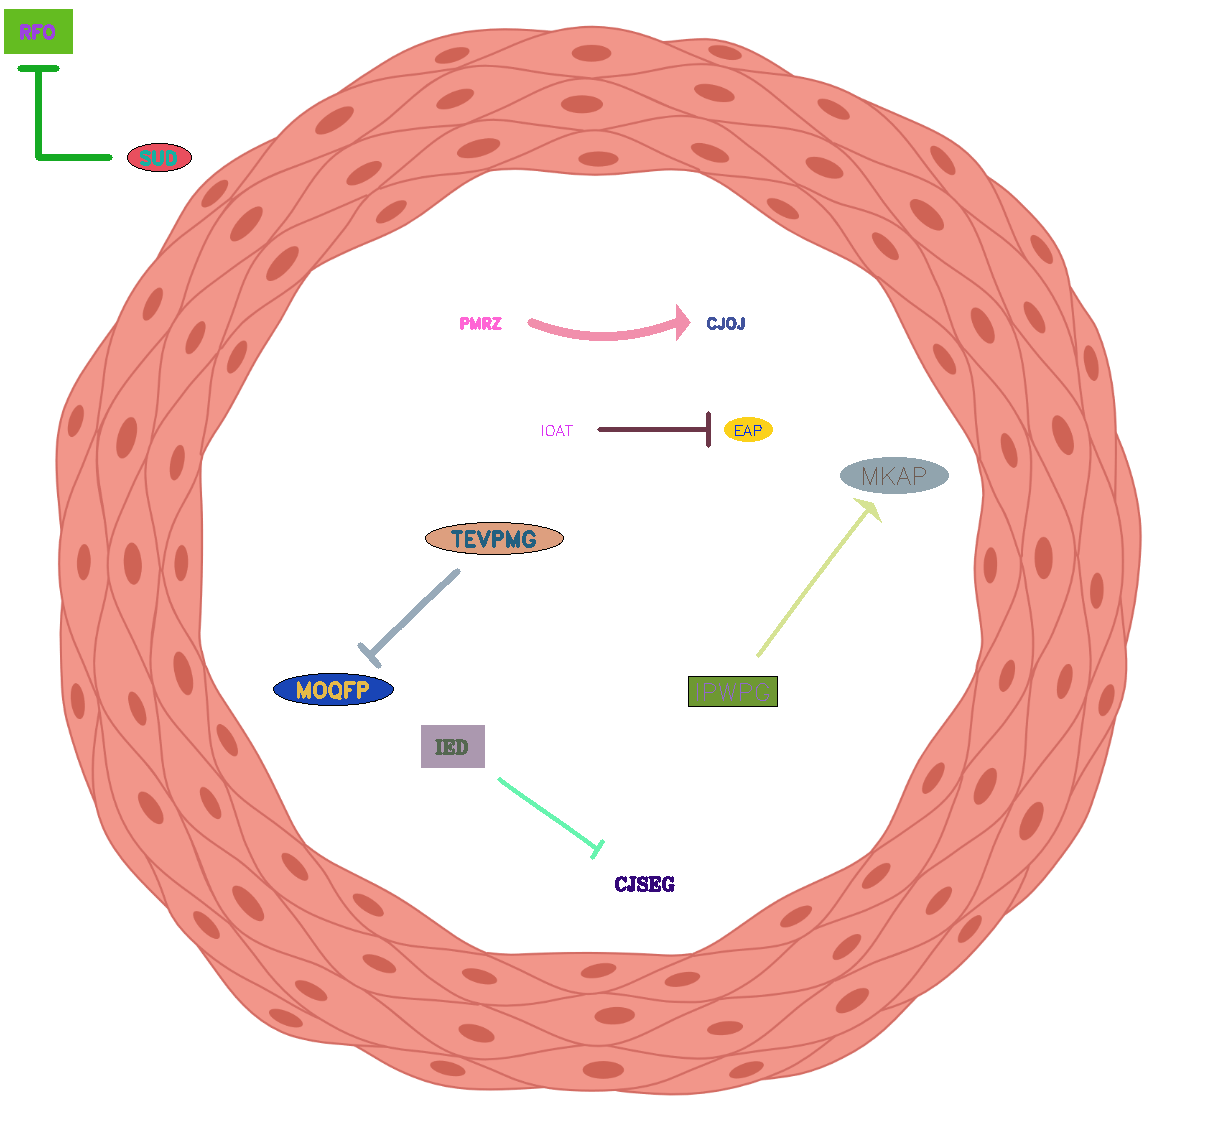 RFO
SUD
PMRZ
CJOJ
IOAT
EAP
MKAP
TEVPMG
MOQFP
IED
CJSEG